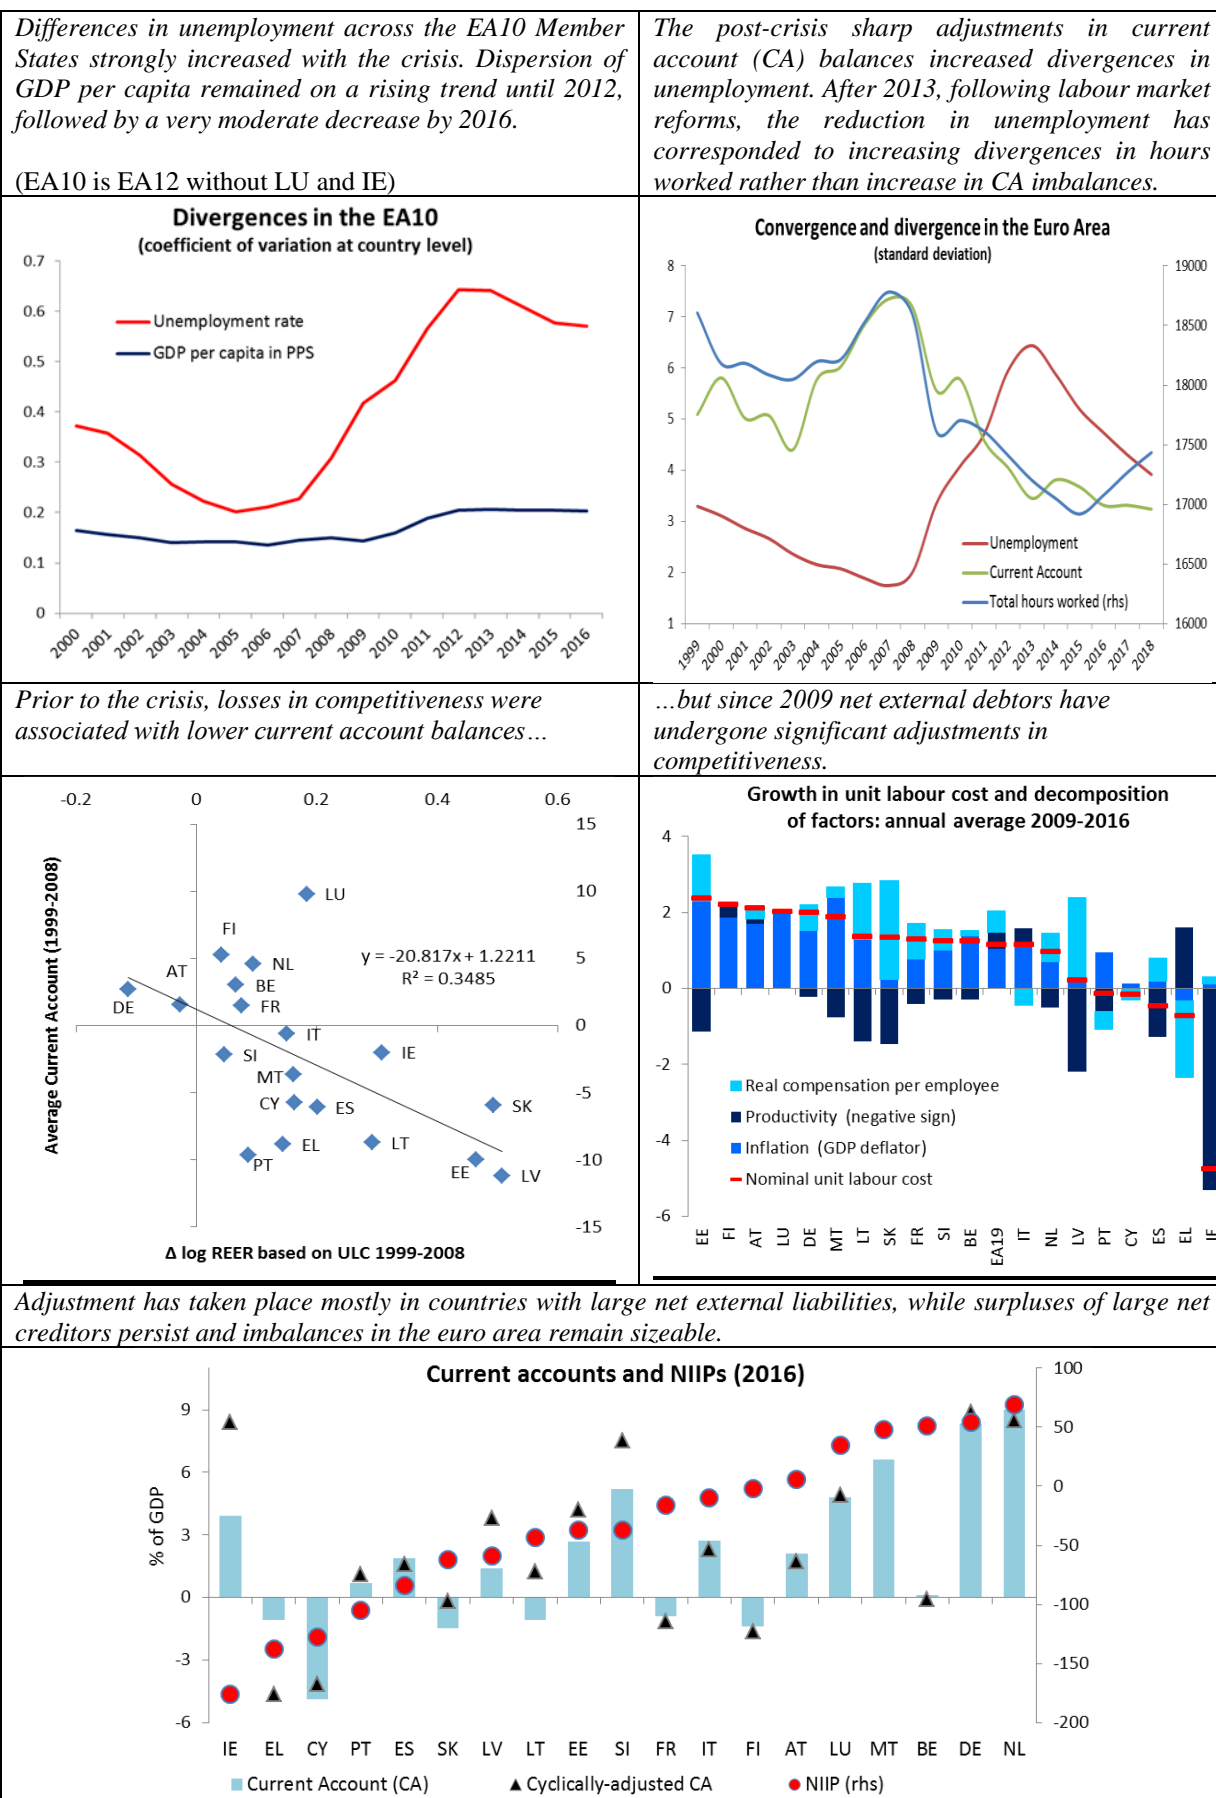 Differences in unemployment across the EA10 Member
States strongly increased with the crisis. Dispersion of
GDP per capita remained on a rising trend until 2012,
followed by a very moderate decrease by 2016.
(EA10 is EA12 without LU and IE)
The post-crisis sharp adjustments in current
account (CA) balances increased divergences in
unemployment. After 2013, following labour market
reforms, the reduction in unemployment has
corresponded to increasing divergences in hours
worked rather than increase in CA imbalances.
Divergences in the EA10
(coefficient of variation at country level)
0.7
0.6
0.5
0.4
0.3
0.2
0.1
0
Unemployment rate
GDP per capita in PPS
2000 2001 2002 2003 2004 2005 2006 2007 2008 2009 2010 2011 2012 2013 2014 2015 2016
Convergence and divergence in the Euro Area
(standard deviation)
8
7
6
5
4
3
2
1
19000
18500
18000
17500
17000
16500
16000
Unemployment
Current Account
Total hours worked (rhs)
1999 2000 2001 2002 2003 2004 2005 2006 2007 2008 2009 2010 2011 2012 2013 2014 2015 2016 2017 2018
Prior to the crisis, losses in competitiveness were
associated with lower current account balances…
…but since 2009 net external debtors have
undergone significant adjustments in
competitiveness.
-0.2 0 0.2 0.4 0.6
15
10
5
0
-5
-10
-15
Average Current Account (1999-2008)
LU
FI
NL
AT
BE
DE
FR
y = -20.817x + 1.2211
R² = 0.3485
IT
SI
IE
MT
CY
ES
SK
EL
LT
PT
EE
LV
Δ log REER based on ULC 1999-2008
Growth in unit labour cost and decomposition
of factors: annual average 2009-2016
4
2
0
-2
-4
-6
Real compensation per employee
Productivity (negative sign)
Inflation (GDP deflator)
Nominal unit labour cost
EE FI AT LU DE MT LT SK FR SI BE EA19 IT NL LV PT CY ES EL IE
Adjustment has taken place mostly in countries with large net external liabilities, while surpluses of large net
creditors persist and imbalances in the euro area remain sizeable.
Current accounts and NIIPs (2016)
% of GDP
9
6
3
0
-3
-6
100
50
0
-50
-100
-150
-200
IE EL CY PT ES SK LV LT EE SI FR IT FI AT LU MT BE DE NL
Current Account (CA)
Cyclically-adjusted CA
NIIP (rhs)